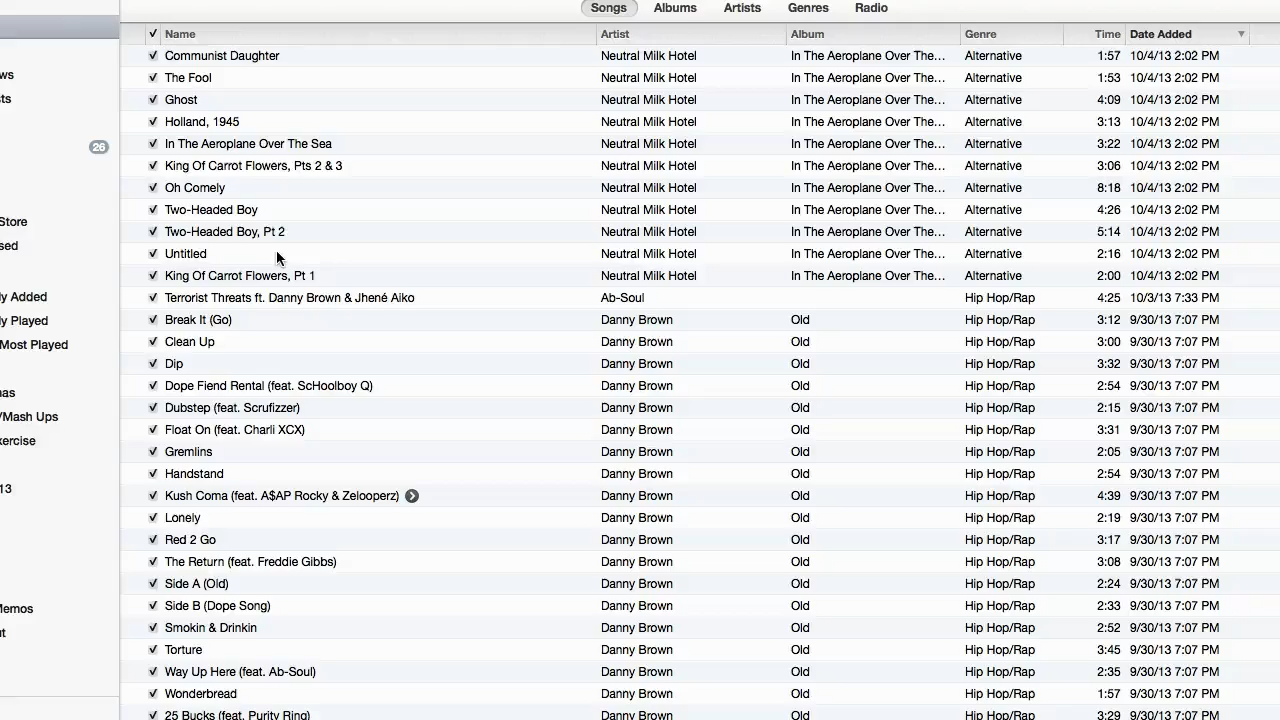 Songs Albums Artists Genres Radio
✓ Name Artist Album Genre Time Date Added ▼
✓ Communist Daughter Neutral Milk Hotel In The Aeroplane Over The... Alternative 1:57 10/4/13 2:02 PM
ws ✓ The Fool Neutral Milk Hotel In The Aeroplane Over The... Alternative 1:53 10/4/13 2:02 PM
ts ✓ Ghost Neutral Milk Hotel In The Aeroplane Over The... Alternative 4:09 10/4/13 2:02 PM
✓ Holland, 1945 Neutral Milk Hotel In The Aeroplane Over The... Alternative 3:13 10/4/13 2:02 PM
26 ✓ In The Aeroplane Over The Sea Neutral Milk Hotel In The Aeroplane Over The... Alternative 3:22 10/4/13 2:02 PM
✓ King Of Carrot Flowers, Pts 2 & 3 Neutral Milk Hotel In The Aeroplane Over The... Alternative 3:06 10/4/13 2:02 PM
✓ Oh Comely Neutral Milk Hotel In The Aeroplane Over The... Alternative 8:18 10/4/13 2:02 PM
✓ Two-Headed Boy Neutral Milk Hotel In The Aeroplane Over The... Alternative 4:26 10/4/13 2:02 PM
Store ✓ Two-Headed Boy, Pt 2 Neutral Milk Hotel In The Aeroplane Over The... Alternative 5:14 10/4/13 2:02 PM
sed ✓ Untitled Neutral Milk Hotel In The Aeroplane Over The... Alternative 2:16 10/4/13 2:02 PM
✓ King Of Carrot Flowers, Pt 1 Neutral Milk Hotel In The Aeroplane Over The... Alternative 2:00 10/4/13 2:02 PM
ly Added ✓ Terrorist Threats ft. Danny Brown & Jhené Aiko Ab-Soul Hip Hop/Rap 4:25 10/3/13 7:33 PM
ly Played ✓ Break It (Go) Danny Brown Old Hip Hop/Rap 3:12 9/30/13 7:07 PM
Most Played ✓ Clean Up Danny Brown Old Hip Hop/Rap 3:00 9/30/13 7:07 PM
✓ Dip Danny Brown Old Hip Hop/Rap 3:32 9/30/13 7:07 PM
nas ✓ Dope Fiend Rental (feat. ScHoolboy Q) Danny Brown Old Hip Hop/Rap 2:54 9/30/13 7:07 PM
/Mash Ups ✓ Dubstep (feat. Scrufizzer) Danny Brown Old Hip Hop/Rap 2:15 9/30/13 7:07 PM
xercise ✓ Float On (feat. Charli XCX) Danny Brown Old Hip Hop/Rap 3:31 9/30/13 7:07 PM
✓ Gremlins Danny Brown Old Hip Hop/Rap 2:05 9/30/13 7:07 PM
✓ Handstand Danny Brown Old Hip Hop/Rap 2:54 9/30/13 7:07 PM
13 ✓ Kush Coma (feat. A$AP Rocky & Zelooperz) Danny Brown Old Hip Hop/Rap 4:39 9/30/13 7:07 PM
✓ Lonely Danny Brown Old Hip Hop/Rap 2:19 9/30/13 7:07 PM
✓ Red 2 Go Danny Brown Old Hip Hop/Rap 3:17 9/30/13 7:07 PM
✓ The Return (feat. Freddie Gibbs) Danny Brown Old Hip Hop/Rap 3:08 9/30/13 7:07 PM
✓ Side A (Old) Danny Brown Old Hip Hop/Rap 2:24 9/30/13 7:07 PM
Memos ✓ Side B (Dope Song) Danny Brown Old Hip Hop/Rap 2:33 9/30/13 7:07 PM
ut ✓ Smokin & Drinkin Danny Brown Old Hip Hop/Rap 2:52 9/30/13 7:07 PM
✓ Torture Danny Brown Old Hip Hop/Rap 3:45 9/30/13 7:07 PM
✓ Way Up Here (feat. Ab-Soul) Danny Brown Old Hip Hop/Rap 2:35 9/30/13 7:07 PM
✓ Wonderbread Danny Brown Old Hip Hop/Rap 1:57 9/30/13 7:07 PM
✓ 25 Bucks (feat. Purity Ring) Danny Brown Old Hip Hop/Rap 3:29 9/30/13 7:07 PM